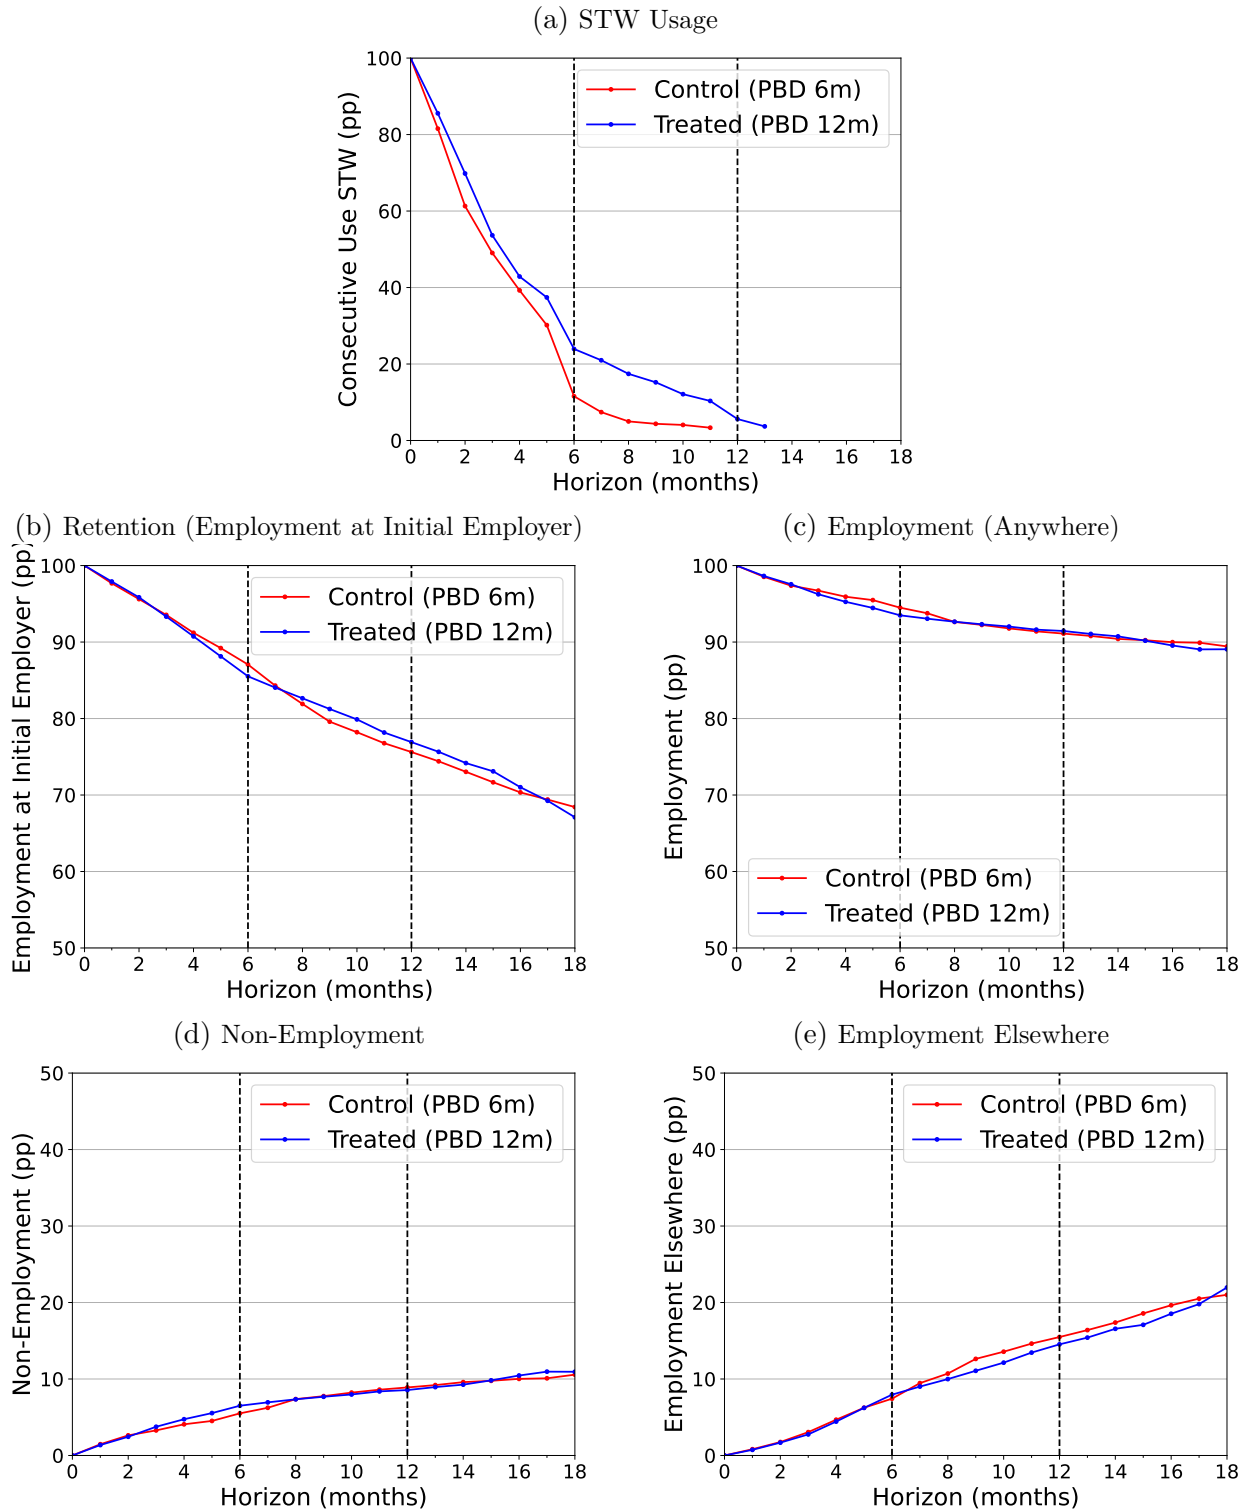 (a) STW Usage
Consecutive Use STW (pp)
100
80
60
40
20
0
Control (PBD 6m)
Treated (PBD 12m)
0 2 4 6 8 10 12 14 16 18
Horizon (months)
(b) Retention (Employment at Initial Employer)
Employment at Initial Employer (pp)
100
90
80
70
60
50
Control (PBD 6m)
Treated (PBD 12m)
0 2 4 6 8 10 12 14 16 18
Horizon (months)
(c) Employment (Anywhere)
Employment (pp)
100
90
80
70
60
50
Control (PBD 6m)
Treated (PBD 12m)
0 2 4 6 8 10 12 14 16 18
Horizon (months)
(d) Non-Employment
Non-Employment (pp)
50
40
30
20
10
0
Control (PBD 6m)
Treated (PBD 12m)
0 2 4 6 8 10 12 14 16 18
Horizon (months)
(e) Employment Elsewhere
Employment Elsewhere (pp)
50
40
30
20
10
0
Control (PBD 6m)
Treated (PBD 12m)
0 2 4 6 8 10 12 14 16 18
Horizon (months)